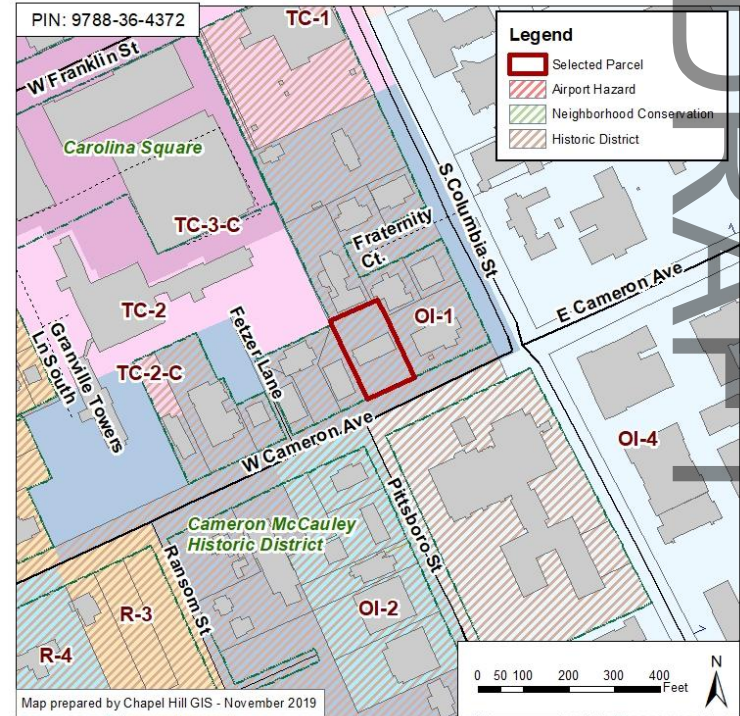 PIN: 9788-36-4372
TC-1
W Franklin St
Legend
Selected Parcel
Airport Hazard
Neighborhood Conservation
Historic District
Carolina Square
S Columbia St
TC-3-C
Fraternity
Ct.
E Cameron Ave
TC-2
OI-1
Fetzer Lane
Granville Towers
Ln South
TC-2-C
OI-4
W Cameron Ave
Pittsboro St
Cameron McCauley
Historic District
Ransom St
OI-2
R-3
R-4
N
0 50 100 200 300 400
Feet
Map prepared by Chapel Hill GIS - November 2019
DRAFT